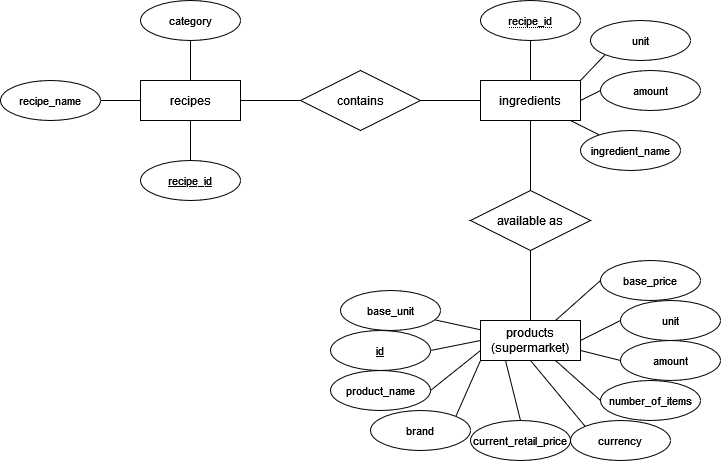 category
recipe_id
unit
recipe_name
recipes
contains
ingredients
amount
ingredient_name
recipe_id
available as
base_price
base_unit
unit
products
(supermarket)
id
amount
product_name
number_of_items
brand
current_retail_price
currency